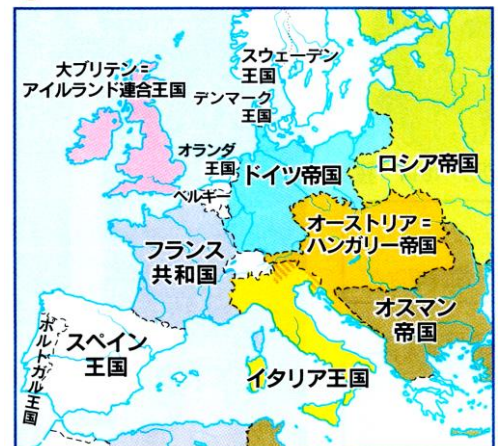 大ブリテン=
アイルランド連合王国
スウェーデン
王国
デンマーク
王国
オランダ
王国
ドイツ帝国
ロシア帝国
ベルギー
オーストリア=
ハンガリー帝国
フランス
共和国
オスマン
帝国
スペイン
王国
ポルトガル王国
イタリア王国